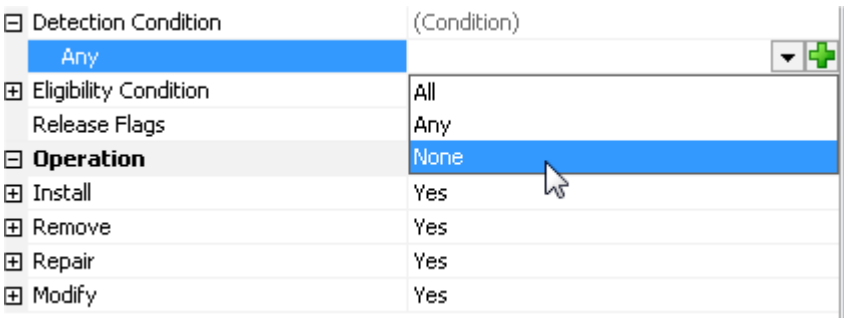 Detection Condition (Condition)
Any
Eligibility Condition All
Release Flags Any
Operation None
Install Yes
Remove Yes
Repair Yes
Modify Yes